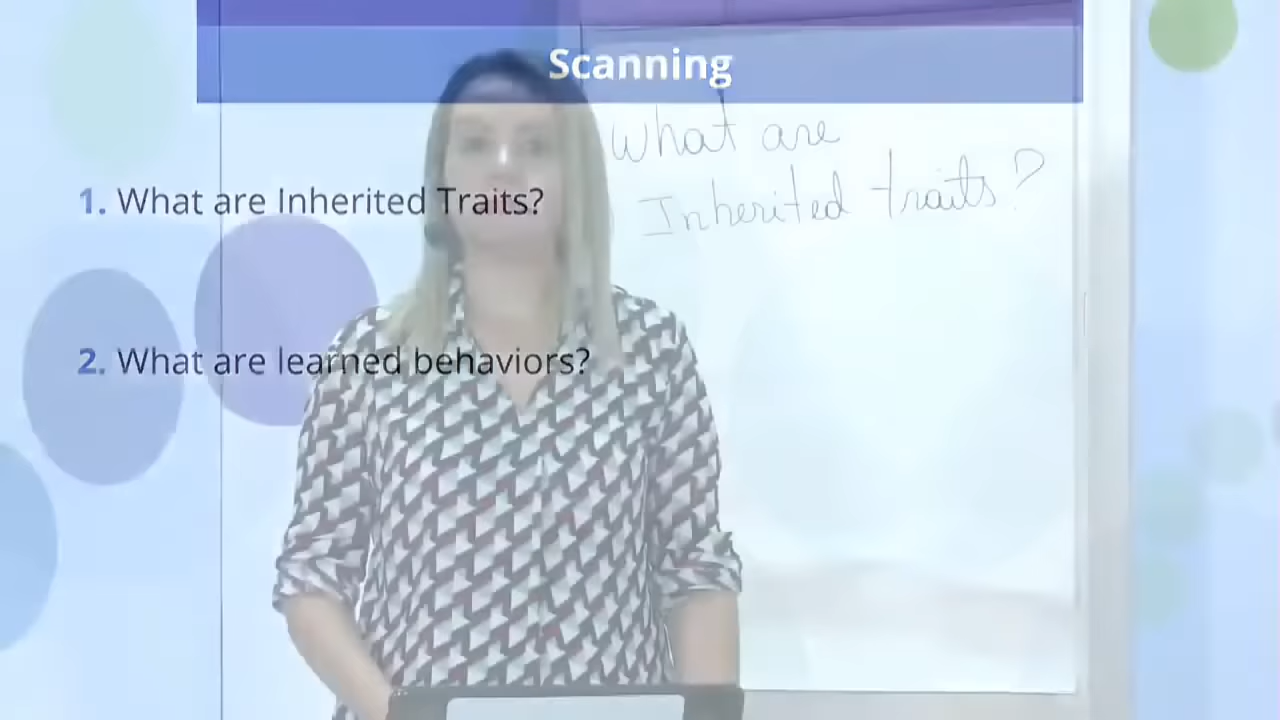 Scanning
What are
Inherited traits?
1. What are Inherited Traits?
2. What are learned behaviors?